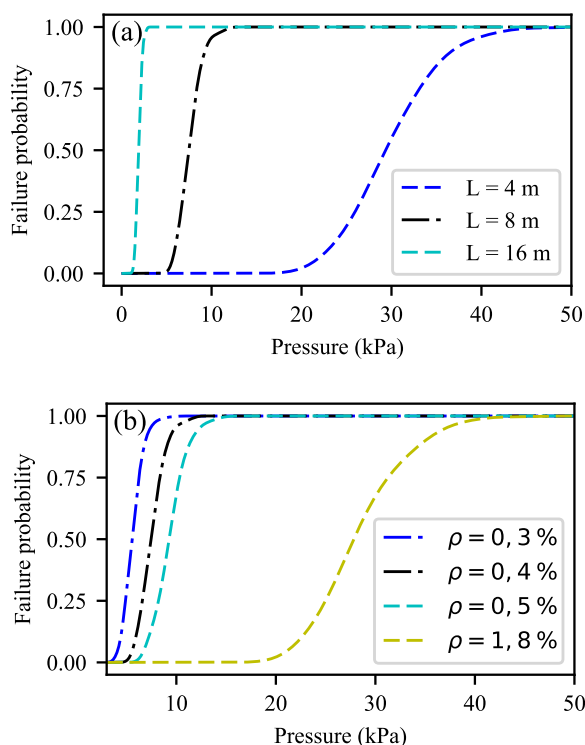 (a)
Failure probability
1.00
0.75
0.50
0.25
0.00
L = 4 m
L = 8 m
L = 16 m
0 10 20 30 40 50
Pressure (kPa)
(b)
Failure probability
1.00
0.75
0.50
0.25
0.00
ρ = 0, 3 %
ρ = 0, 4 %
ρ = 0, 5 %
ρ = 1, 8 %
10 20 30 40 50
Pressure (kPa)